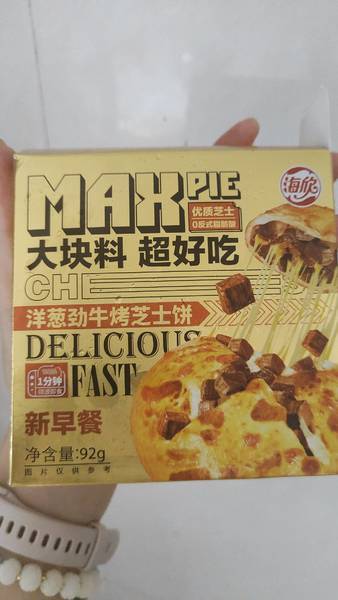 MAX PIE
海欣
优质芝士
0反式脂肪酸
大块料 超好吃
CHE
洋葱劲牛烤芝士饼
DELICIOUS
1分钟
FAST
新早餐
净含量:92g
图片仅供参考